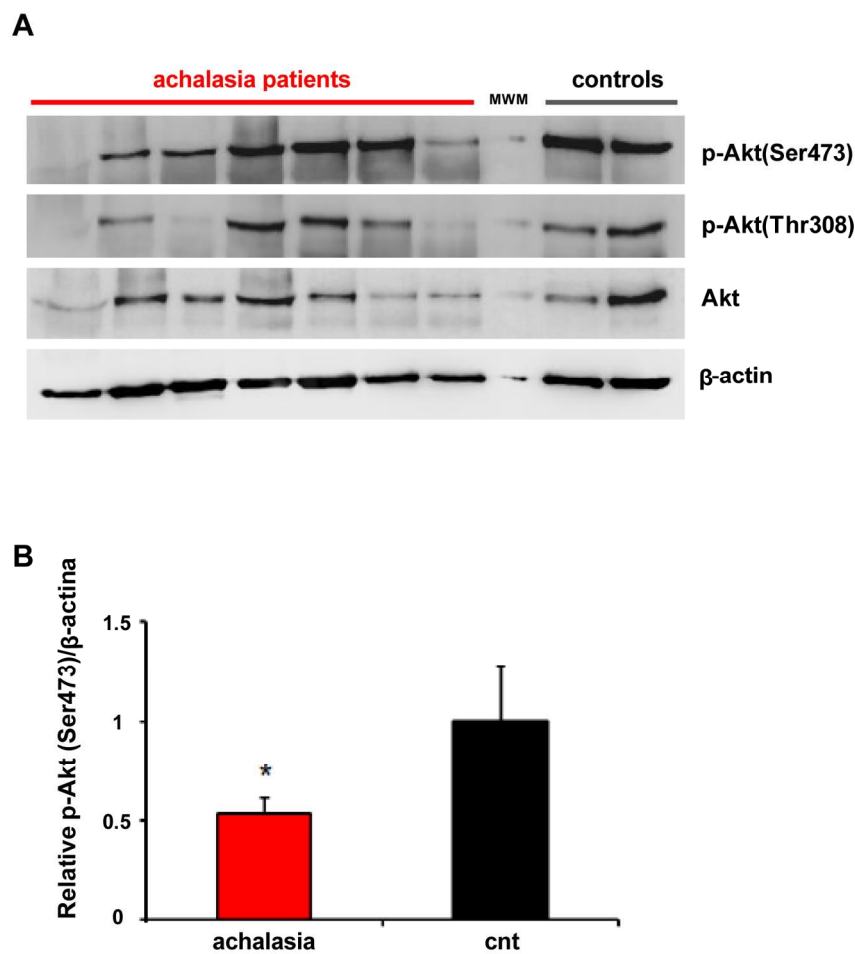 A
achalasia patients
MWM
controls
p-Akt(Ser473)
p-Akt(Thr308)
Akt
β-actin
B
Relative p-Akt (Ser473)/β-actina
1.5
1
0.5
0
*
achalasia
cnt